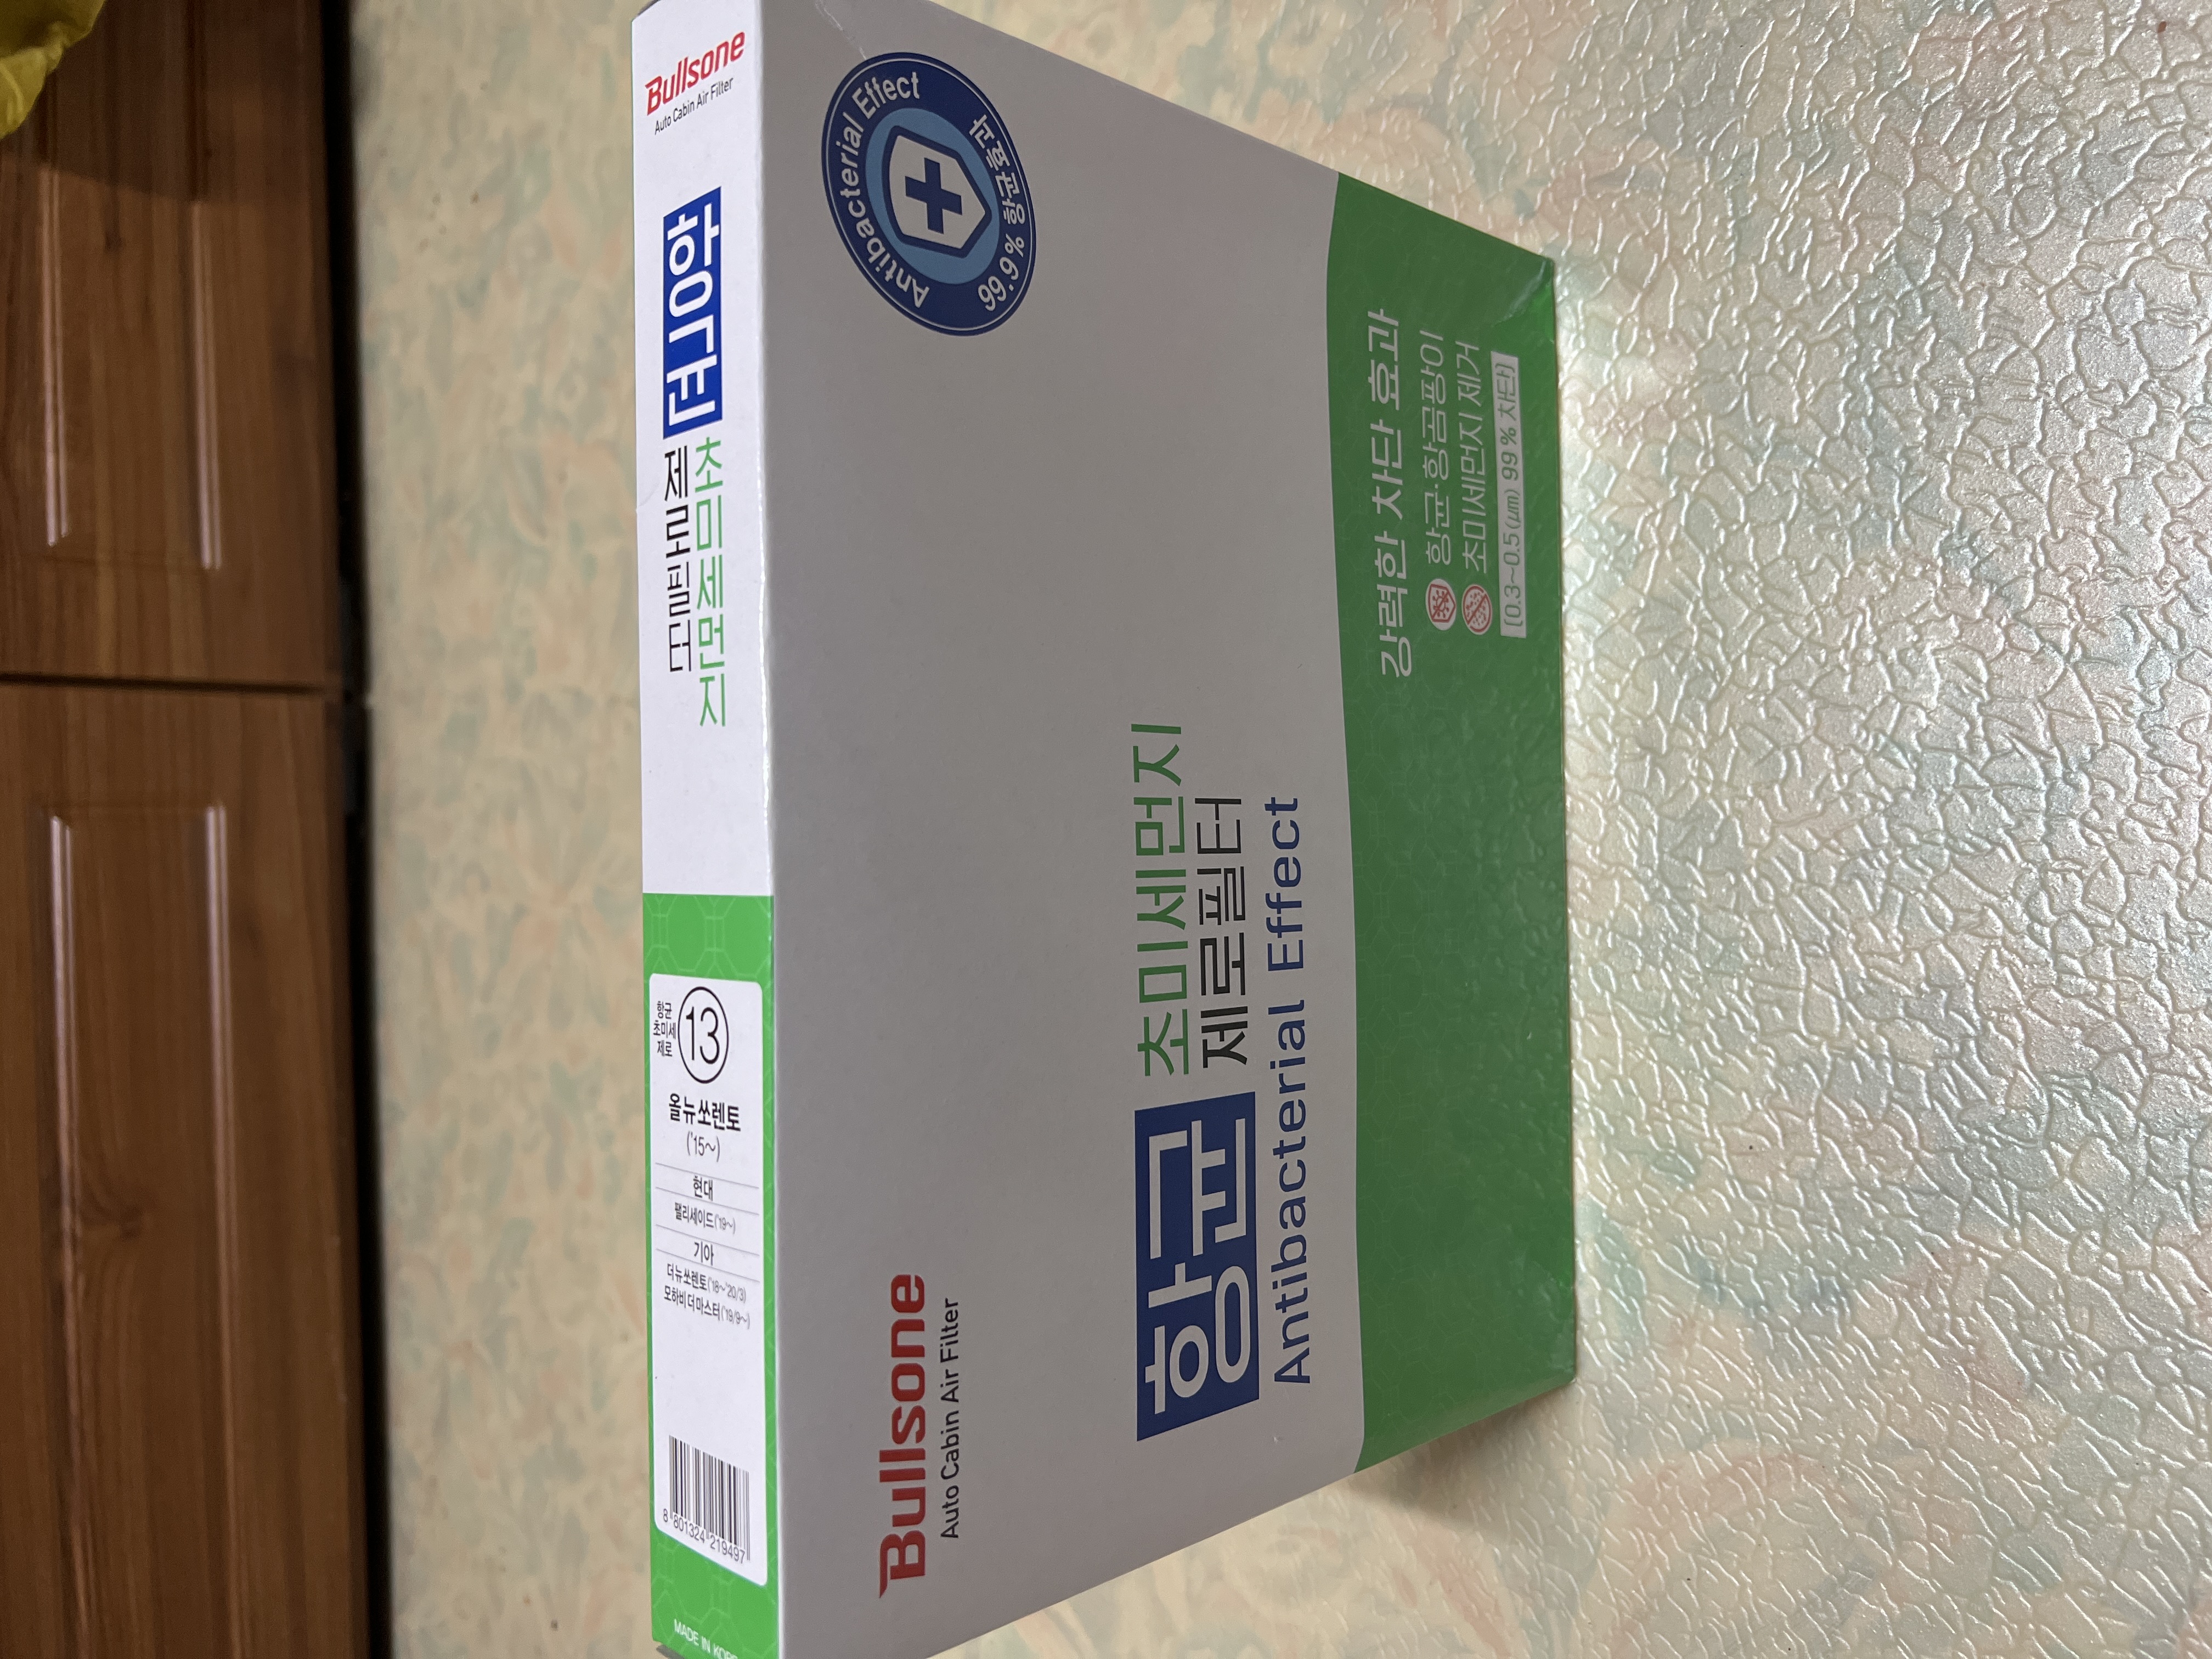 Bullsone
Auto Cabin Air Filter
항균
초미세먼지
제로필터
항균
초미세
제로
13
올 뉴 쏘렌토
('15~)
현대
팰리세이드('19~)
기아
더 뉴 쏘렌토('18~'20/3)
모하비 더 마스터('19/9~)
8 801324 219497
MADE IN KORE
Bullsone
Auto Cabin Air Filter
Antibacterial Effect
99.9% 항균효과
항균
초미세먼지
제로필터
Antibacterial Effect
강력한 차단 효과
항균·항곰팡이
초미세먼지 제거
[0.3~0.5(㎛) 99 % 차단]